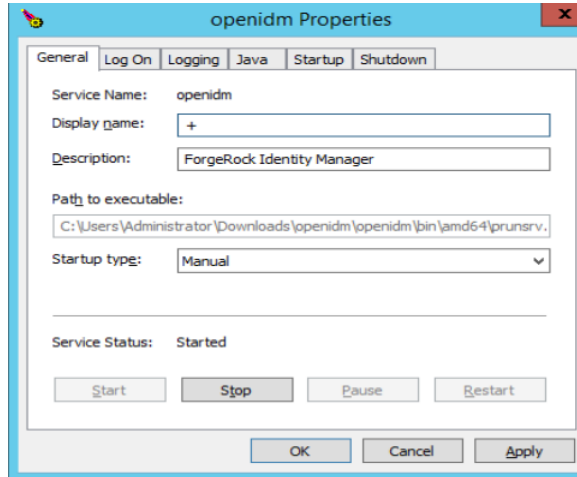 openidm Properties
x
General Log On Logging Java Startup Shutdown
Service Name: openidm
Display name: +
Description: ForgeRock Identity Manager
Path to executable:
C:\Users\Administrator\Downloads\openidm\openidm\bin\amd64\prunsrv.
Startup type: Manual
Service Status: Started
Start Stop Pause Restart
OK Cancel Apply